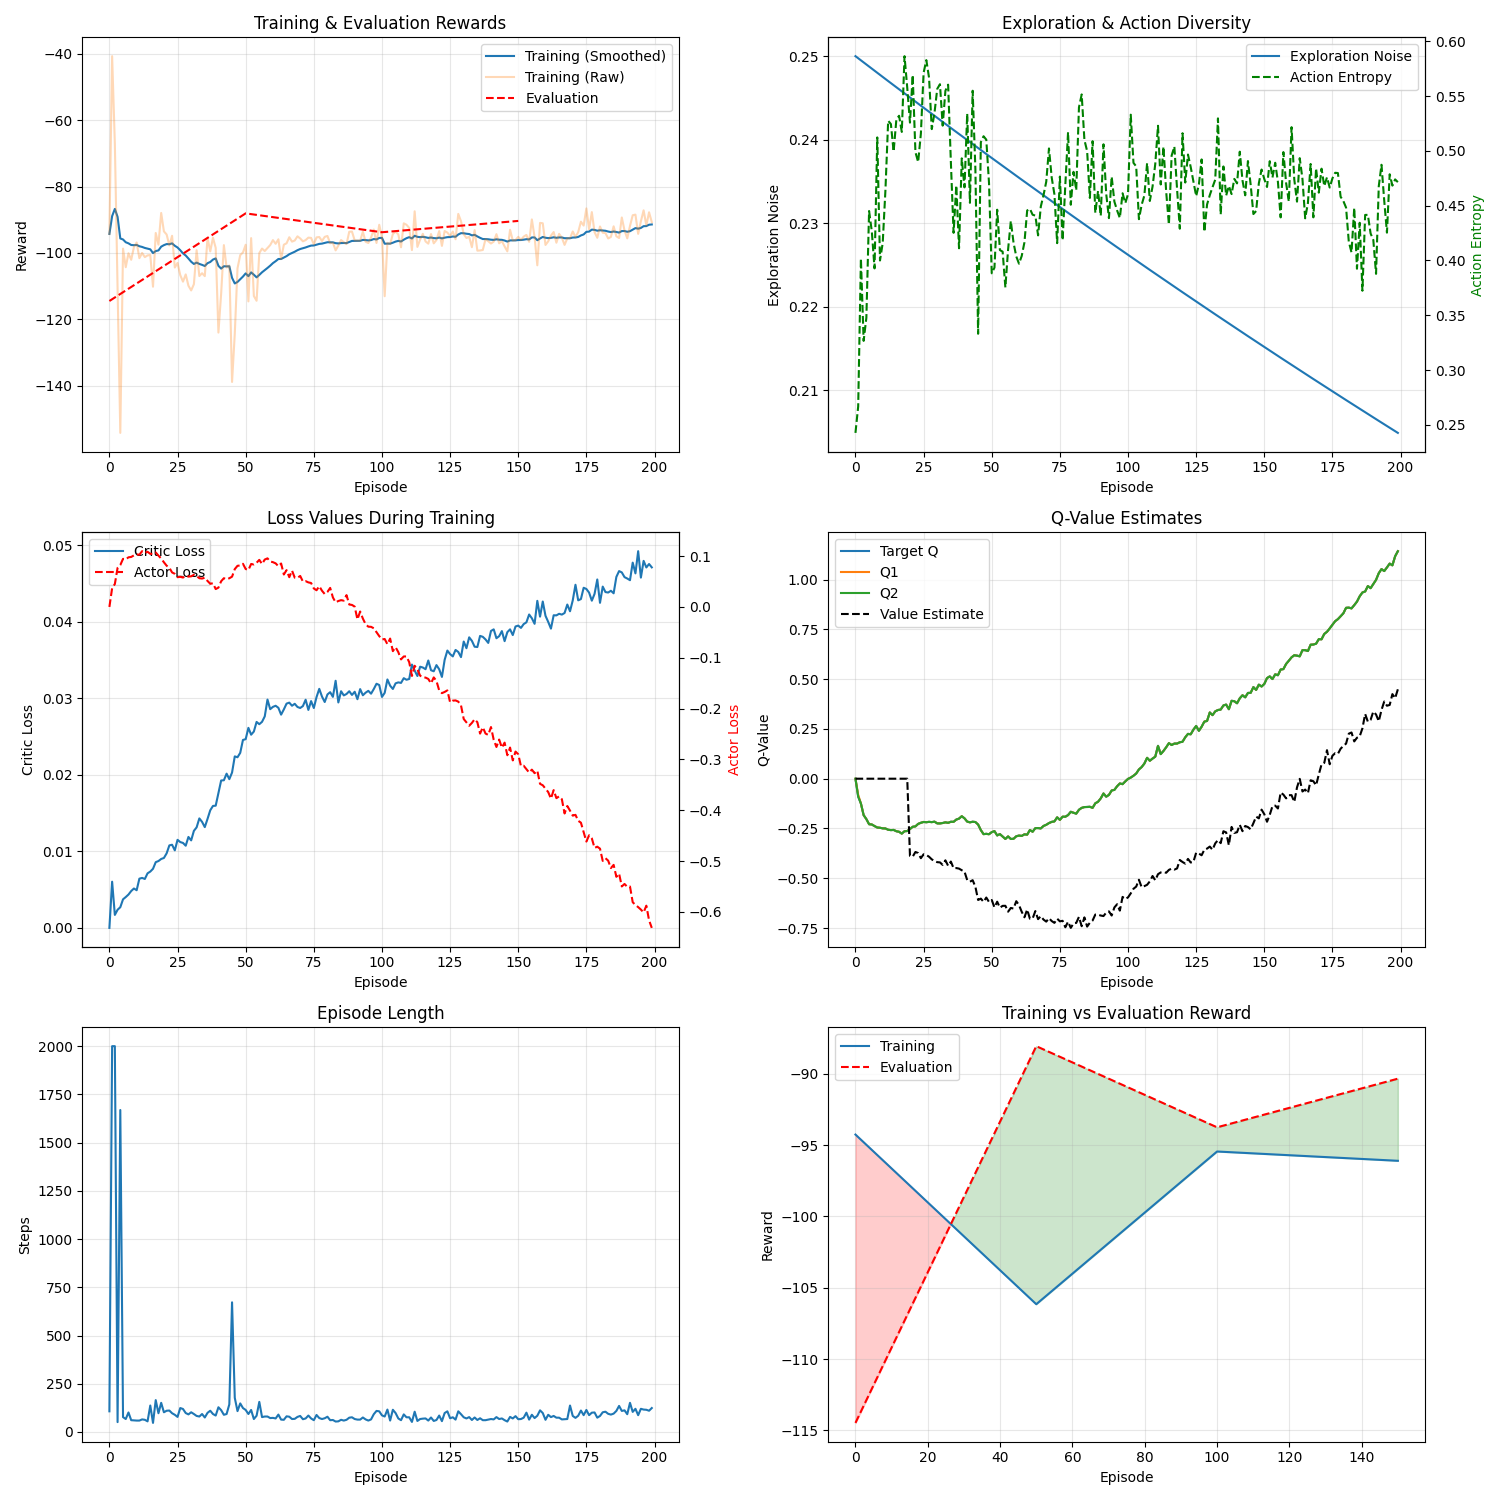 Training & Evaluation Rewards
Training (Smoothed)
Training (Raw)
Evaluation
−40
−60
−80
−100
−120
−140
Reward
0 25 50 75 100 125 150 175 200
Episode
Exploration & Action Diversity
Exploration Noise
Action Entropy
0.25
0.24
0.23
0.22
0.21
Exploration Noise
0.60
0.55
0.50
0.45
0.40
0.35
0.30
0.25
Action Entropy
0 25 50 75 100 125 150 175 200
Episode
Loss Values During Training
Critic Loss
Actor Loss
0.05
0.04
0.03
0.02
0.01
0.00
Critic Loss
0.1
0.0
−0.1
−0.2
−0.3
−0.4
−0.5
−0.6
Actor Loss
0 25 50 75 100 125 150 175 200
Episode
Q-Value Estimates
Target Q
Q1
Q2
Value Estimate
1.00
0.75
0.50
0.25
0.00
−0.25
−0.50
−0.75
Q-Value
0 25 50 75 100 125 150 175 200
Episode
Episode Length
2000
1750
1500
1250
1000
750
500
250
0
Steps
0 25 50 75 100 125 150 175 200
Episode
Training vs Evaluation Reward
Training
Evaluation
−90
−95
−100
−105
−110
−115
Reward
0 20 40 60 80 100 120 140
Episode